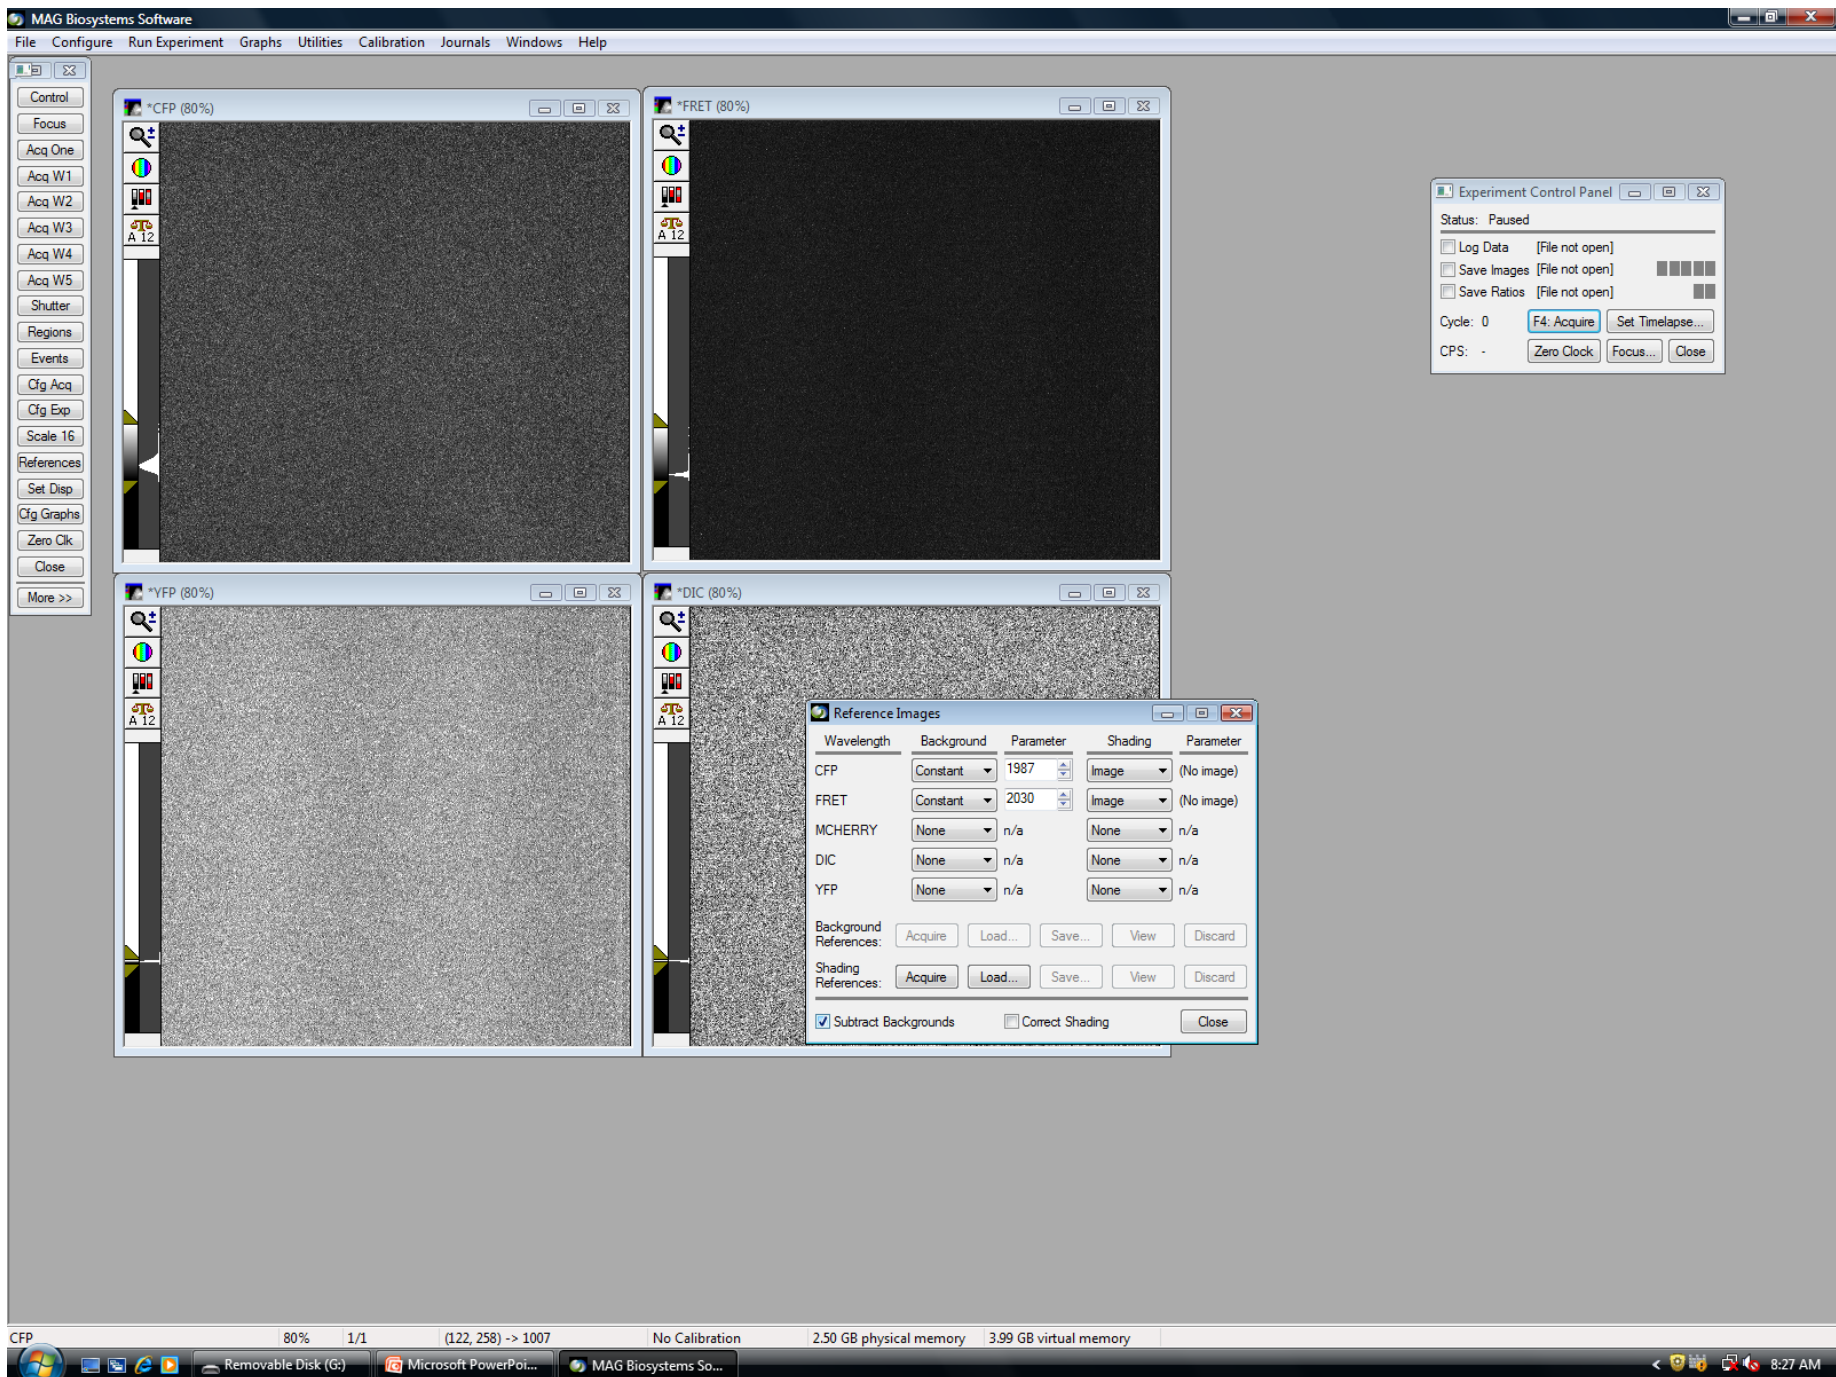 MAG Biosystems Software
File Configure Run Experiment Graphs Utilities Calibration Journals Windows Help
Control
Focus
Acq One
Acq W1
Acq W2
Acq W3
Acq W4
Acq W5
Shutter
Regions
Events
Cfg Acq
Cfg Exp
Scale 16
References
Set Disp
Cfg Graphs
Zero Clk
Close
More >>
*CFP (80%)
A 12
*FRET (80%)
A 12
*YFP (80%)
A 12
*DIC (80%)
A 12
Experiment Control Panel
Status: Paused
Log Data [File not open]
Save Images [File not open]
Save Ratios [File not open]
Cycle: 0 F4: Acquire Set Timelapse...
CPS: - Zero Clock Focus... Close
Reference Images
Wavelength Background Parameter Shading Parameter
CFP Constant 1987 Image (No image)
FRET Constant 2030 Image (No image)
MCHERRY None n/a None n/a
DIC None n/a None n/a
YFP None n/a None n/a
Background
References: Acquire Load... Save... View Discard
Shading
References: Acquire Load... Save... View Discard
Subtract Backgrounds Correct Shading Close
CFP 80% 1/1 (122, 258) -> 1007 No Calibration 2.50 GB physical memory 3.99 GB virtual memory
Removable Disk (G:) Microsoft PowerPoi... MAG Biosystems So... 8:27 AM